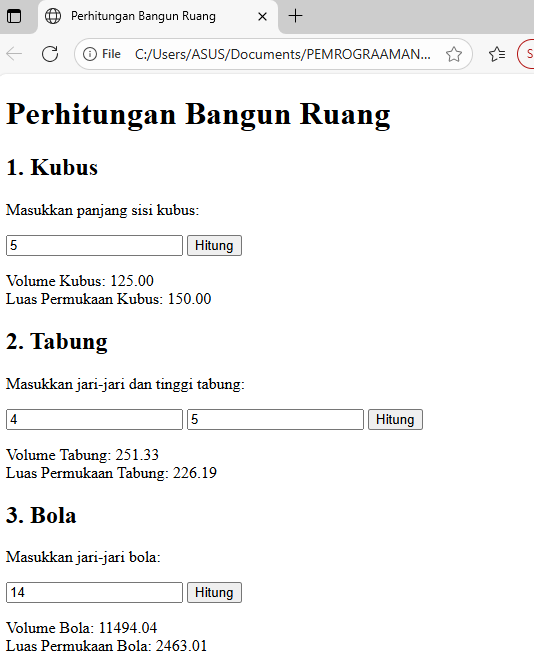 Perhitungan Bangun Ruang
File C:/Users/ASUS/Documents/PEMROGRAAMAN...
S
Perhitungan Bangun Ruang
1. Kubus
Masukkan panjang sisi kubus:
5 Hitung
Volume Kubus: 125.00
Luas Permukaan Kubus: 150.00
2. Tabung
Masukkan jari-jari dan tinggi tabung:
4 5 Hitung
Volume Tabung: 251.33
Luas Permukaan Tabung: 226.19
3. Bola
Masukkan jari-jari bola:
14 Hitung
Volume Bola: 11494.04
Luas Permukaan Bola: 2463.01